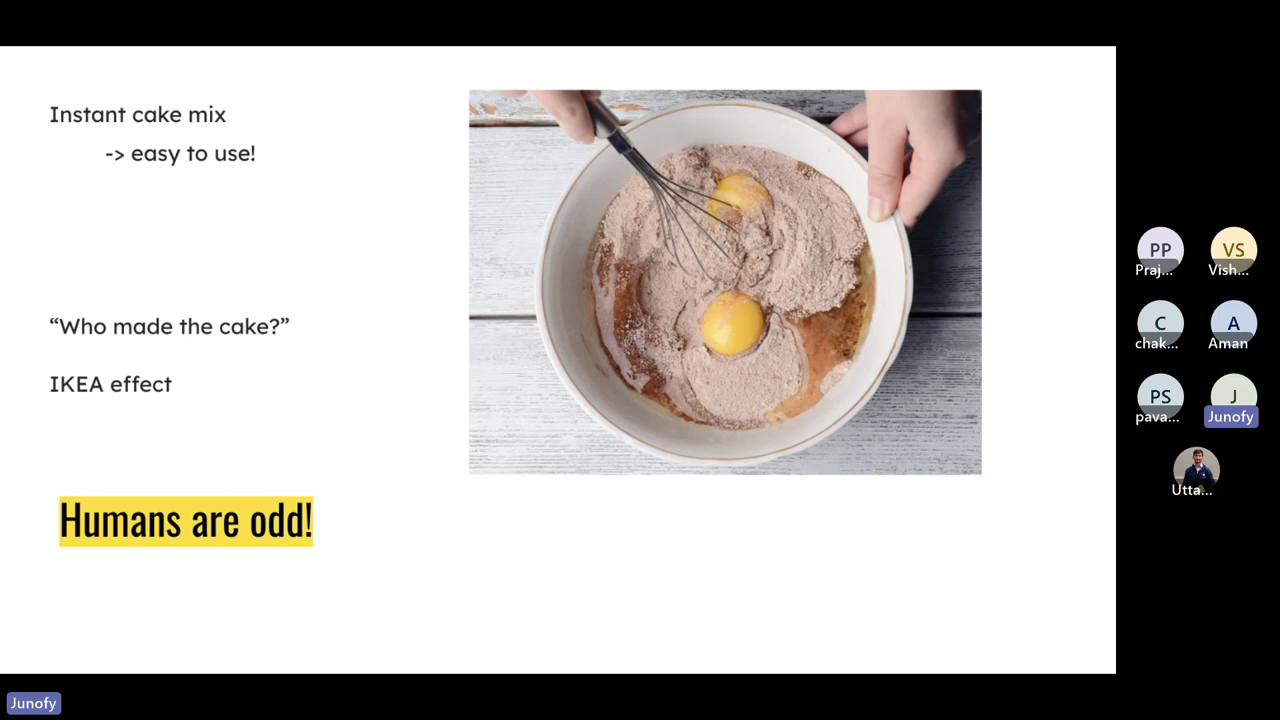 Instant cake mix
-> easy to use!
“Who made the cake?”
IKEA effect
Humans are odd!
PP
Praj...
VS
Vish...
C
chak...
A
Aman
PS
pava...
J
Junofy
Utta...
Junofy